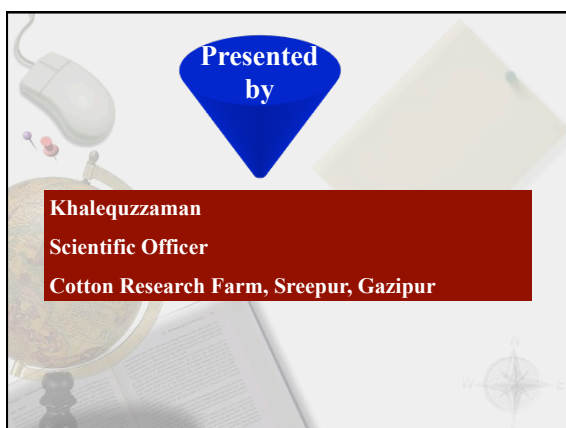 Presented
by
Khalequzzaman
Scientific Officer
Cotton Research Farm, Sreepur, Gazipur
N
W
E